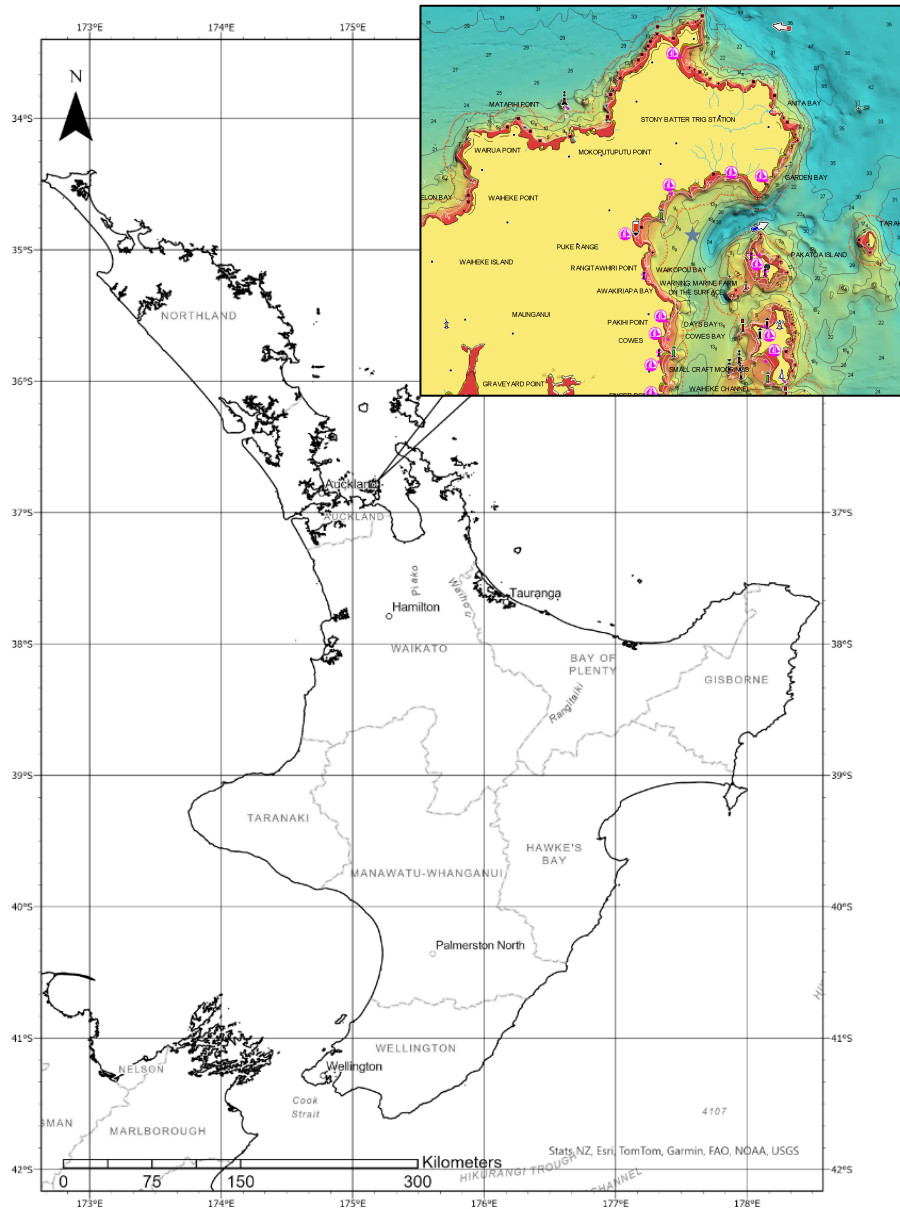 173°E
174°E
175°E
N
34°S
35°S
36°S
37°S
38°S
39°S
40°S
41°S
42°S
MATAPIHI POINT
ANITA BAY
STONY BATTER TRIG STATION
WAIRUA POINT
MOKOPUTUPUTU POINT
GARDEN BAY
ELON BAY
WAIHEKE POINT
TARAH
PUKE RANGE
PAKATOA ISLAND
WAIHEKE ISLAND
RANGITAWHIRI POINT
WAIKOPOU BAY
WARNING MARINE FARM
ON THE SURFACE
AWAKIRIAPA BAY
MAUNGANUI
PAKIHI POINT
DAYS BAY
COWES
COWES BAY
SMALL CRAFT MOORINGS
GRAVEYARD POINT
WAIHEKE CHANNEL
NORTHLAND
Auckland
AUCKLAND
37°S
Piako
Waihou
Tauranga
Hamilton
38°S
WAIKATO
BAY OF
PLENTY
GISBORNE
Rangitaiki
39°S
TARANAKI
HAWKE'S
BAY
MANAWATU-WHANGANUI
40°S
Palmerston North
41°S
WELLINGTON
NELSON
Wellington
Cook
Strait
4107
SMAN
MARLBOROUGH
Stats NZ, Esri, TomTom, Garmin, FAO, NOAA, USGS
42°S
Kilometers
HIKURANGI TROUGH
CHANNEL
0 75 150 300
173°E
174°E
175°E
176°E
177°E
178°E